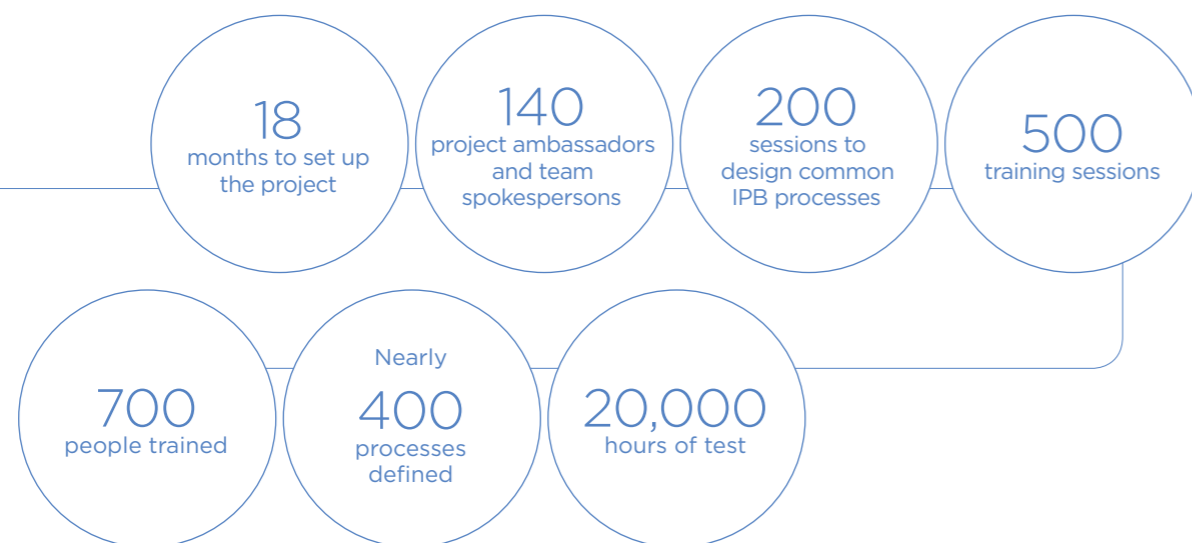 18
months to set up
the project
140
project ambassadors
and team
spokespersons
200
sessions to
design common
IPB processes
500
training sessions
700
people trained
Nearly
400
processes
defined
20,000
hours of test